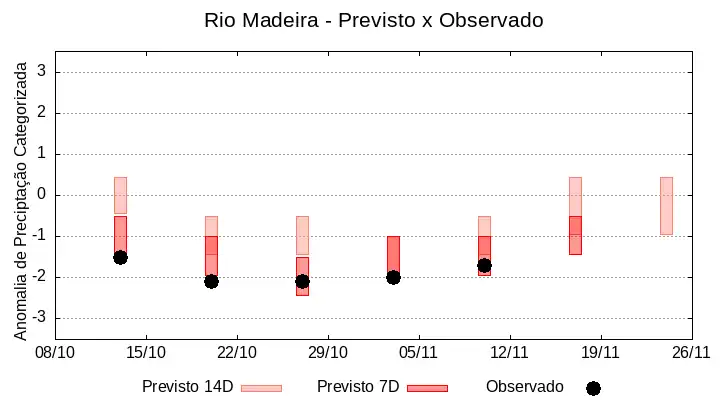 Rio Madeira - Previsto x Observado
Anomalia de Preciptação Categorizada
3
2
1
0
-1
-2
-3
08/10 15/10 22/10 29/10 05/11 12/11 19/11 26/11
Previsto 14D Previsto 7D Observado